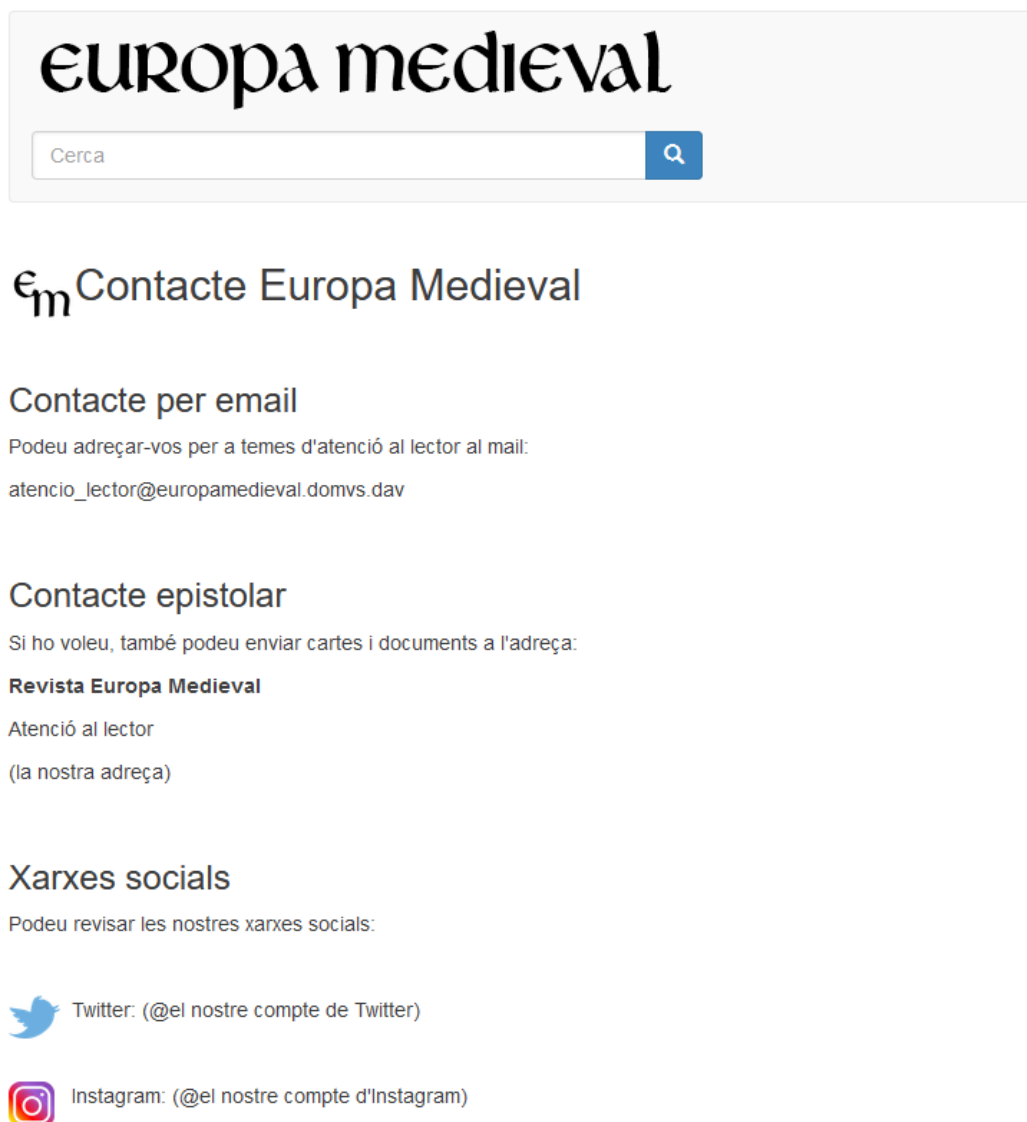 EUROPA MEDIEVAL
Cerca
EM Contacte Europa Medieval
Contacte per email
Podeu adreçar-vos per a temes d'atenció al lector al mail:
atencio_lector@europamedieval.domvs.dav
Contacte epistolar
Si ho voleu, també podeu enviar cartes i documents a l'adreça:
Revista Europa Medieval
Atenció al lector
(la nostra adreça)
Xarxes socials
Podeu revisar les nostres xarxes socials:
Twitter: (@el nostre compte de Twitter)
Instagram: (@el nostre compte d'Instagram)